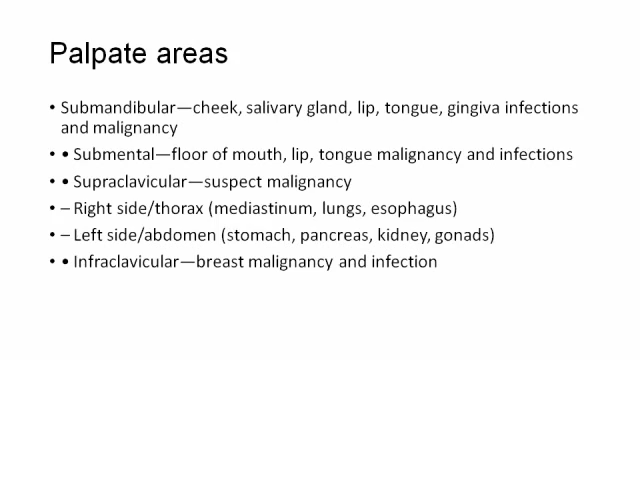 Palpate areas
• Submandibular—cheek, salivary gland, lip, tongue, gingiva infections
and malignancy
• • Submental—floor of mouth, lip, tongue malignancy and infections
• • Supraclavicular—suspect malignancy
• – Right side/thorax (mediastinum, lungs, esophagus)
• – Left side/abdomen (stomach, pancreas, kidney, gonads)
• • Infraclavicular—breast malignancy and infection